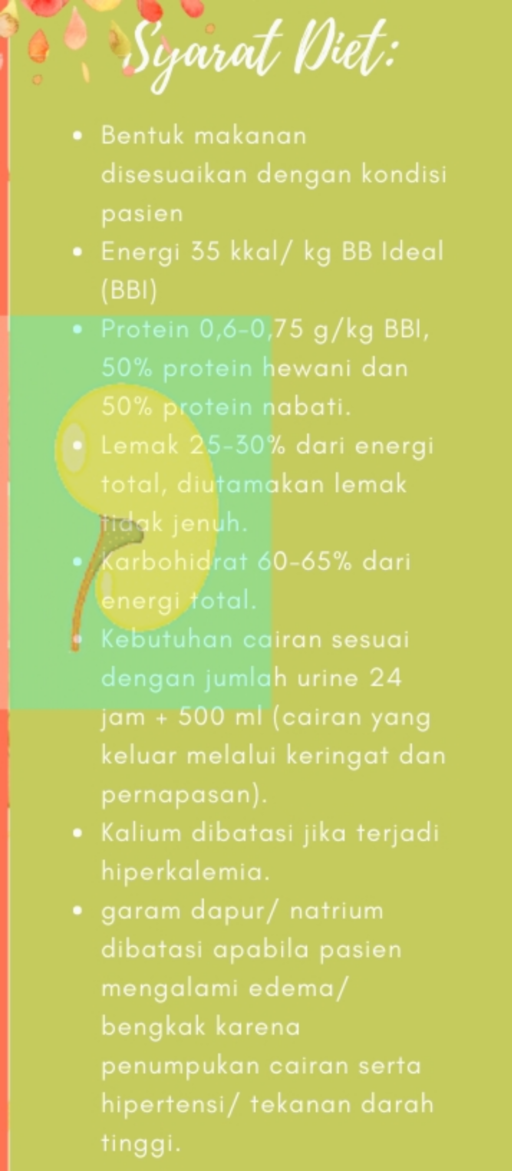 Syarat Diet:
• Bentuk makanan
disesuaikan dengan kondisi
pasien
• Energi 35 kkal/ kg BB Ideal
(BBI)
• Protein 0,6-0,75 g/kg BBI,
50% protein hewani dan
50% protein nabati.
• Lemak 25-30% dari energi
total, diutamakan lemak
tidak jenuh.
• Karbohidrat 60-65% dari
energi total.
• Kebutuhan cairan sesuai
dengan jumlah urine 24
jam + 500 ml (cairan yang
keluar melalui keringat dan
pernapasan).
• Kalium dibatasi jika terjadi
hiperkalemia.
• garam dapur/ natrium
dibatasi apabila pasien
mengalami edema/
bengkak karena
penumpukan cairan serta
hipertensi/ tekanan darah
tinggi.